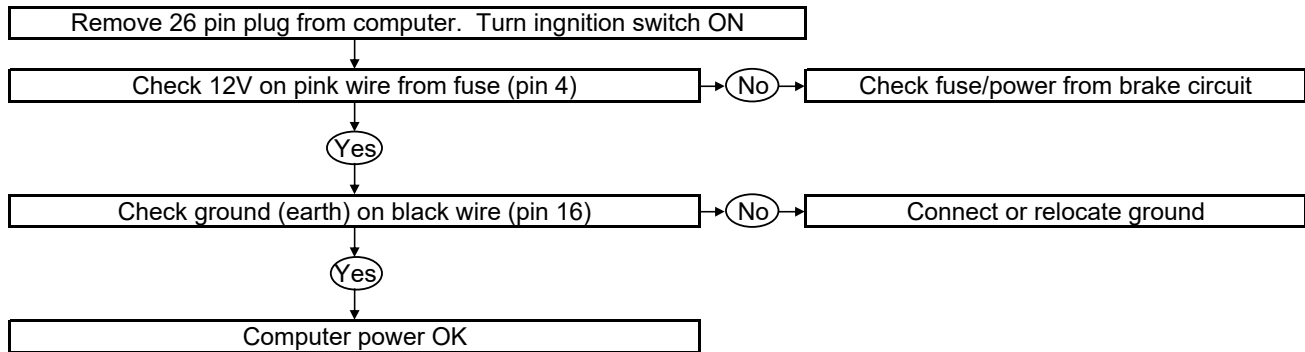 Remove 26 pin plug from computer.  Turn ingnition switch ON
Check 12V on pink wire from fuse (pin 4)
No
Check fuse/power from brake circuit
Yes
Check ground (earth) on black wire (pin 16)
No
Connect or relocate ground
Yes
Computer power OK